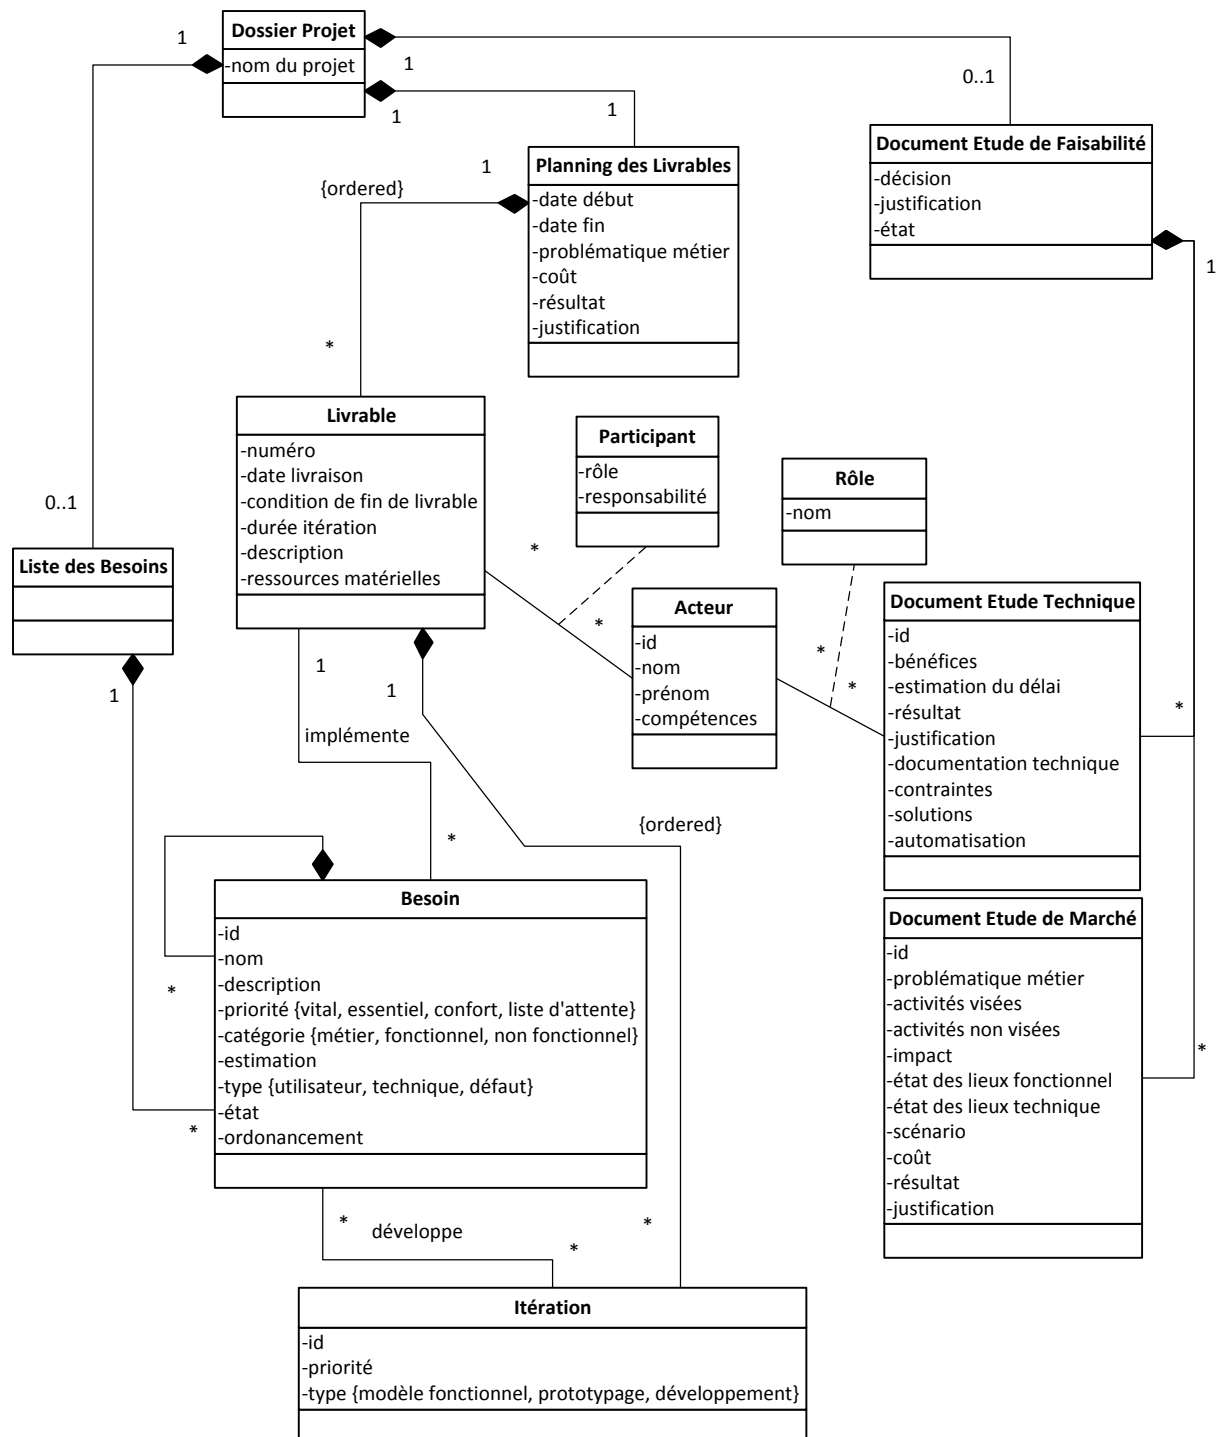 Dossier Projet
-nom du projet
1
1
1
1
0..1
Document Etude de Faisabilité
-décision
-justification
-état
1
Planning des Livrables
-date début
-date fin
-problématique métier
-coût
-résultat
-justification
1
{ordered}
*
Livrable
-numéro
-date livraison
-condition de fin de livrable
-durée itération
-description
-ressources matérielles
Participant
-rôle
-responsabilité
Rôle
-nom
0..1
Liste des Besoins
1
*
*
Acteur
-id
-nom
-prénom
-compétences
*
*
Document Etude Technique
-id
-bénéfices
-estimation du délai
-résultat
-justification
-documentation technique
-contraintes
-solutions
-automatisation
*
1
1
implémente
{ordered}
*
Besoin
-id
-nom
-description
-priorité {vital, essentiel, confort, liste d'attente}
-catégorie {métier, fonctionnel, non fonctionnel}
-estimation
-type {utilisateur, technique, défaut}
-état
-ordonancement
*
*
Document Etude de Marché
-id
-problématique métier
-activités visées
-activités non visées
-impact
-état des lieux fonctionnel
-état des lieux technique
-scénario
-coût
-résultat
-justification
*
*
développe
*
*
Itération
-id
-priorité
-type {modèle fonctionnel, prototypage, développement}